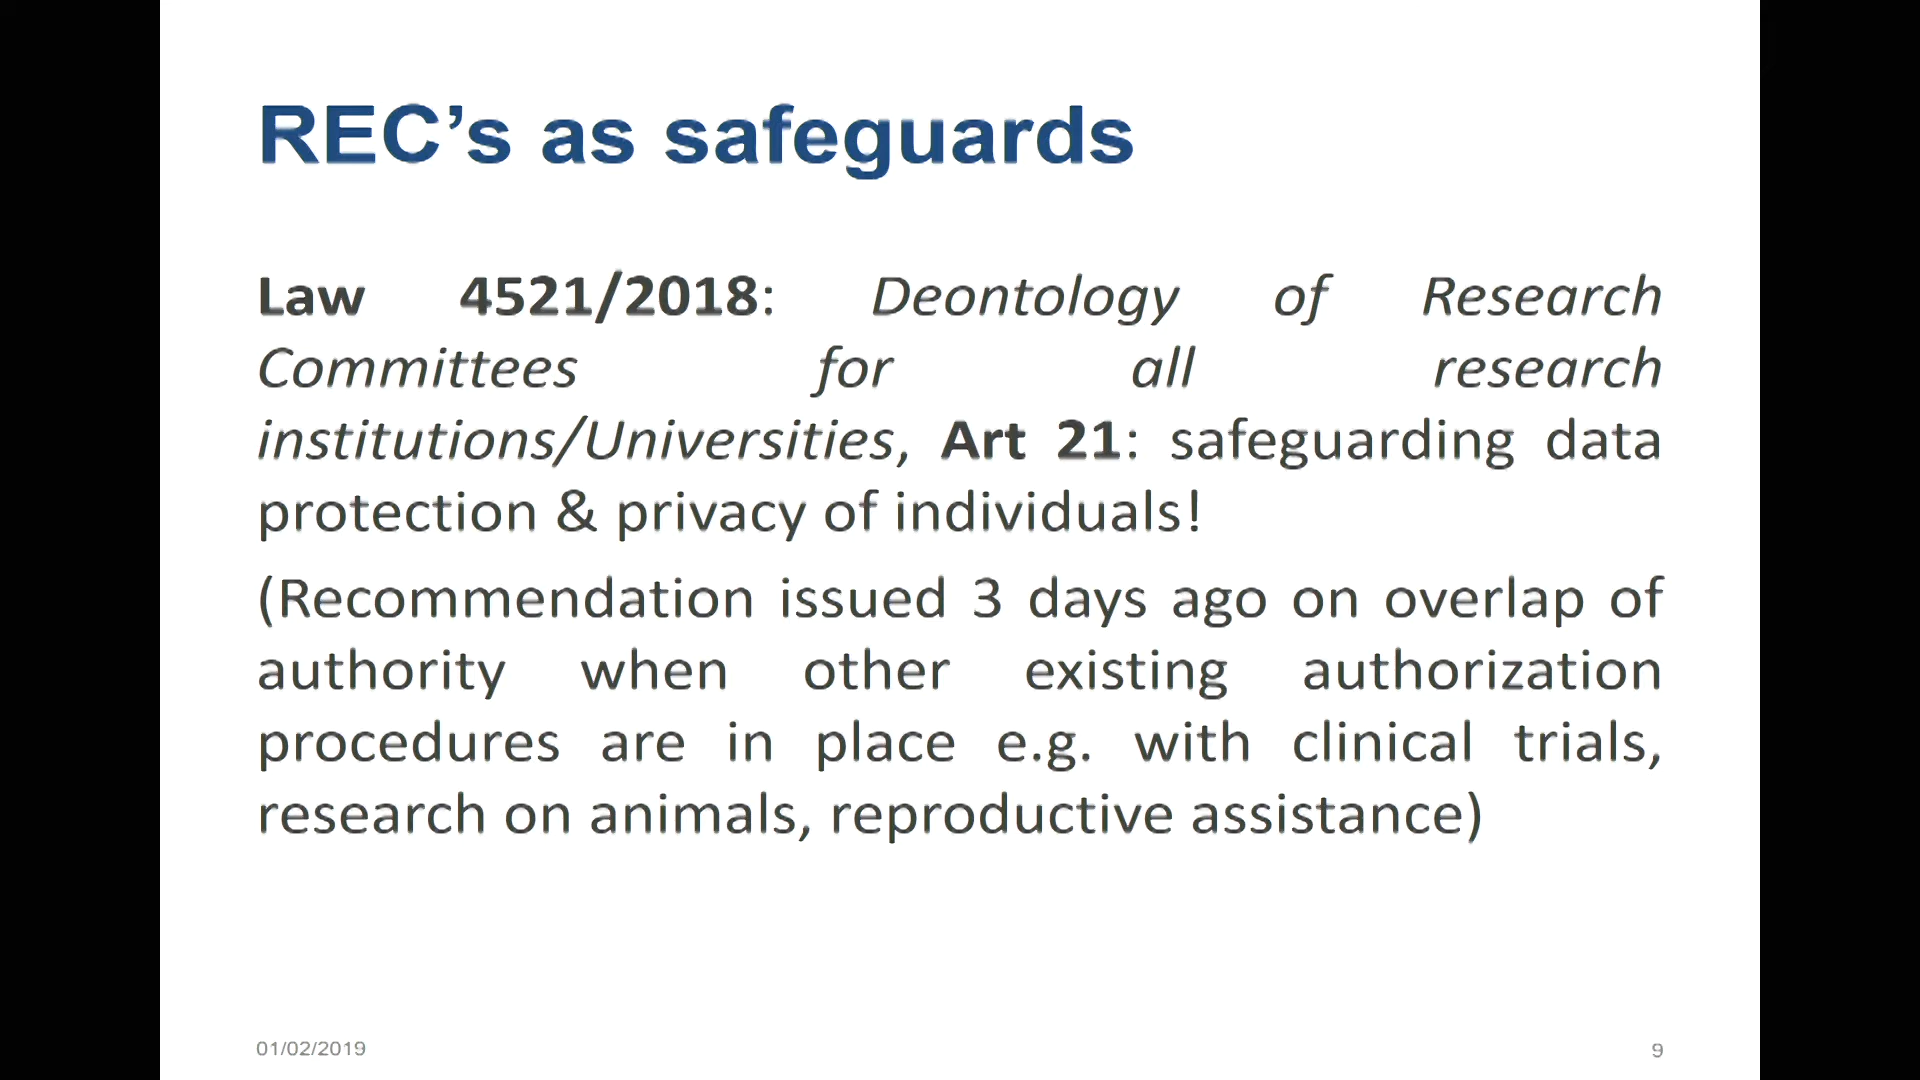 REC’s as safeguards
Law 4521/2018: Deontology of Research
Committees for all research
institutions/Universities, Art 21: safeguarding data
protection & privacy of individuals!
(Recommendation issued 3 days ago on overlap of
authority when other existing authorization
procedures are in place e.g. with clinical trials,
research on animals, reproductive assistance)
01/02/2019
9